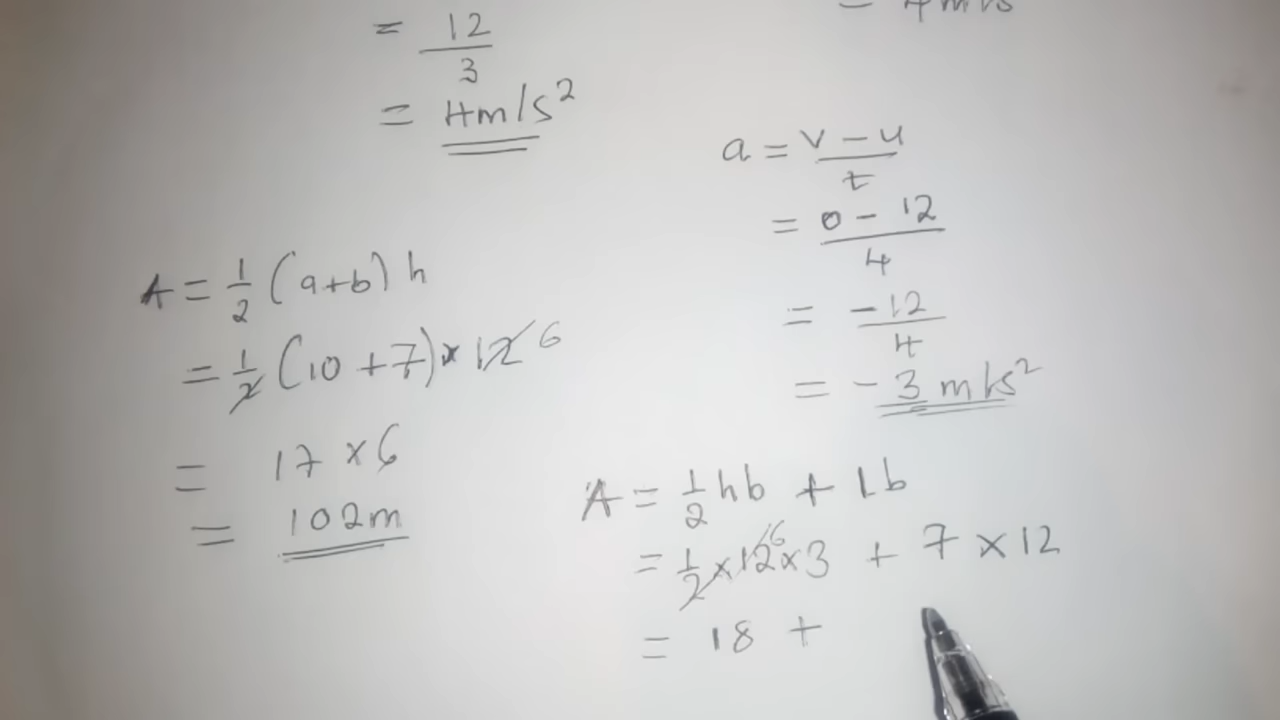 = 12/3
= 4m/s²
a = v - u/t
= 0 - 12/4
= -12/4
= - 3 m/s²
A = 1/2 (a+b) h
= 1/2 (10 + 7) × 12 6
= 17 × 6
= 102m
A = 1/2 hb + lb
= 1/2 × 12 6 × 3 + 7 × 12
= 18 +